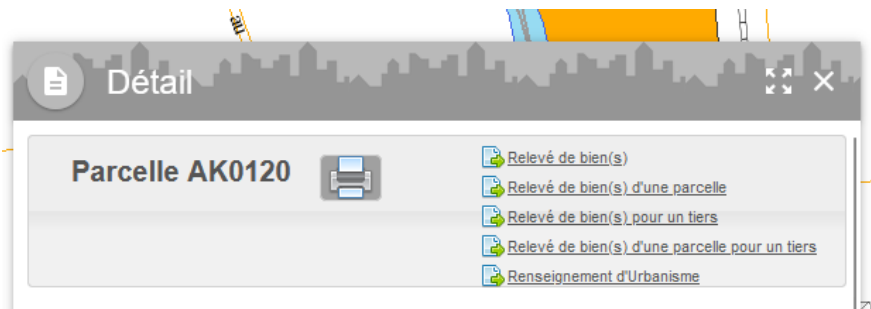 au
Détail
Parcelle AK0120
Relevé de bien(s)
Relevé de bien(s) d'une parcelle
Relevé de bien(s) pour un tiers
Relevé de bien(s) d'une parcelle pour un tiers
Renseignement d'Urbanisme